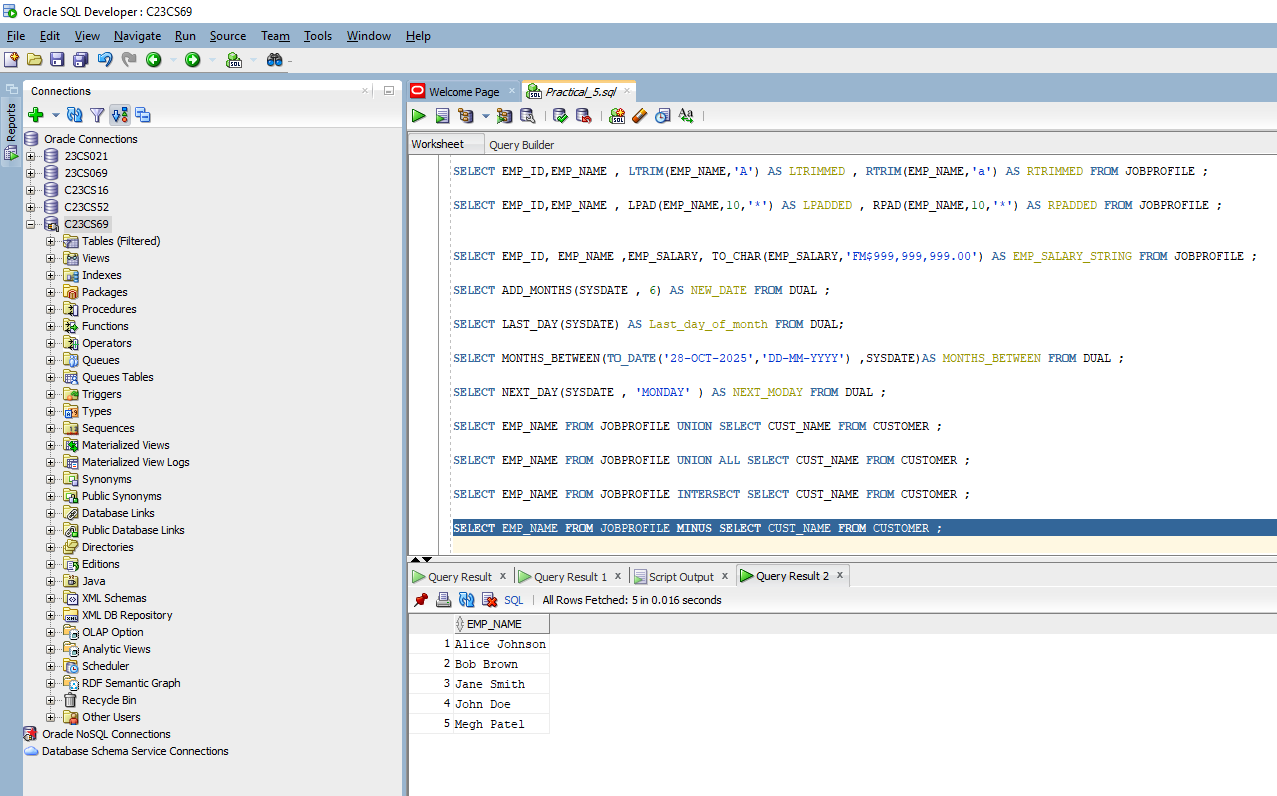 Oracle SQL Developer : C23CS69
File Edit View Navigate Run Source Team Tools Window Help
Reports
Connections
Oracle Connections
23CS021
23CS069
C23CS16
C23CS52
C23CS69
Tables (Filtered)
Views
Indexes
Packages
Procedures
Functions
Operators
Queues
Queues Tables
Triggers
Types
Sequences
Materialized Views
Materialized View Logs
Synonyms
Public Synonyms
Database Links
Public Database Links
Directories
Editions
Java
XML Schemas
XML DB Repository
OLAP Option
Analytic Views
Scheduler
RDF Semantic Graph
Recycle Bin
Other Users
Oracle NoSQL Connections
Database Schema Service Connections
Welcome Page Practical_5.sql
Worksheet Query Builder
SELECT EMP_ID,EMP_NAME , LTRIM(EMP_NAME,'A') AS LTRIMMED , RTRIM(EMP_NAME,'a') AS RTRIMMED FROM JOBPROFILE ;
SELECT EMP_ID,EMP_NAME , LPAD(EMP_NAME,10,'*') AS LPADDED , RPAD(EMP_NAME,10,'*') AS RPADDED FROM JOBPROFILE ;
SELECT EMP_ID, EMP_NAME ,EMP_SALARY, TO_CHAR(EMP_SALARY,'FM$999,999,999.00') AS EMP_SALARY_STRING FROM JOBPROFILE ;
SELECT ADD_MONTHS(SYSDATE , 6) AS NEW_DATE FROM DUAL ;
SELECT LAST_DAY(SYSDATE) AS Last_day_of_month FROM DUAL;
SELECT MONTHS_BETWEEN(TO_DATE('28-OCT-2025','DD-MM-YYYY') ,SYSDATE)AS MONTHS_BETWEEN FROM DUAL ;
SELECT NEXT_DAY(SYSDATE , 'MONDAY' ) AS NEXT_MODAY FROM DUAL ;
SELECT EMP_NAME FROM JOBPROFILE UNION SELECT CUST_NAME FROM CUSTOMER ;
SELECT EMP_NAME FROM JOBPROFILE UNION ALL SELECT CUST_NAME FROM CUSTOMER ;
SELECT EMP_NAME FROM JOBPROFILE INTERSECT SELECT CUST_NAME FROM CUSTOMER ;
SELECT EMP_NAME FROM JOBPROFILE MINUS SELECT CUST_NAME FROM CUSTOMER ;
Query Result x Query Result 1 x Script Output x Query Result 2 x
SQL All Rows Fetched: 5 in 0.016 seconds
EMP_NAME
1 Alice Johnson
2 Bob Brown
3 Jane Smith
4 John Doe
5 Megh Patel